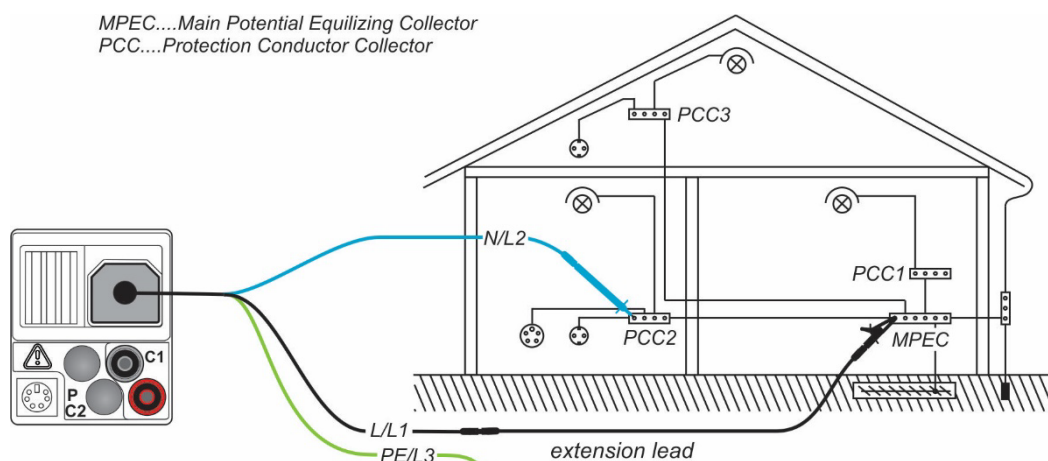 MPEC....Main Potential Equilizing Collector
PCC....Protection Conductor Collector
PCC3
N/L2
PCC1
PCC2
MPEC
C1
P
C2
L/L1
extension lead
PE/L3